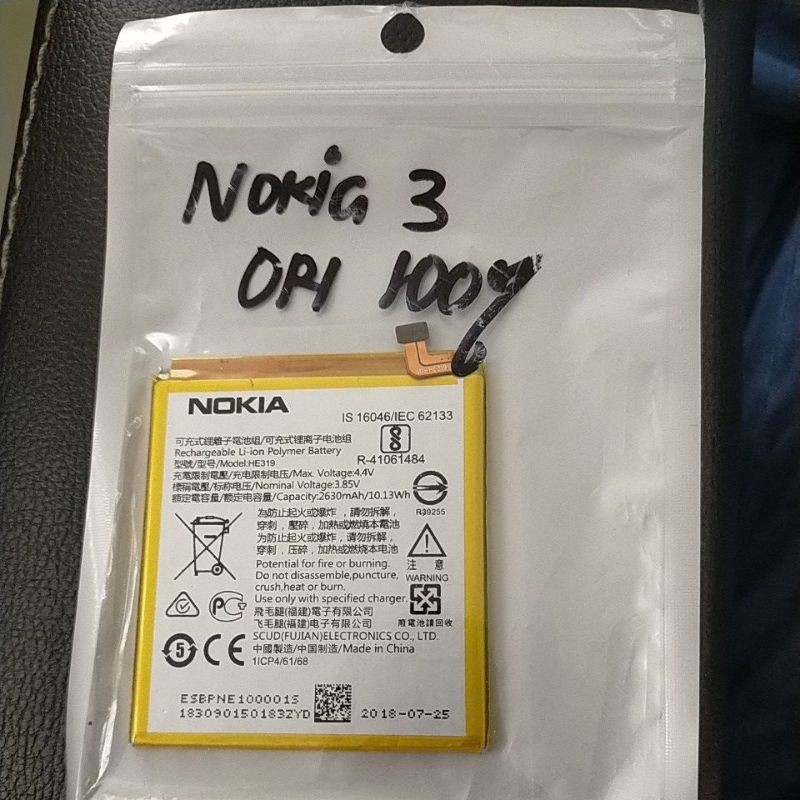 NOKIA 3
ORI 100%
NOKIA
IS 16046/IEC 62133
可充式鋰離子電池組/可充式锂离子电池组
Rechargeable Li-ion Polymer Battery
R-41061484
型號/型号/Model:HE319
充電限制電壓/充电限制电压/Max. Voltage:4.4V
標稱電壓/标称电压/Nominal Voltage:3.85V
額定電容量/额定电容量/Capacity:2630mAh/10.13Wh
R39255
為防止起火或爆炸，請勿拆解，
穿刺，壓碎，加熱或燃燒本電池
为防止起火或爆炸，请勿拆解，
穿刺，压碎，加热或燃烧本电池
Potential for fire or burning.
Do not disassemble,puncture,
crush,heat or burn.
Use only with specified charger.
注 意
WARNING
廢電池請回收
飛毛腿(福建)電子有限公司
飞毛腿(福建)电子有限公司
SCUD(FUJIAN)ELECTRONICS CO., LTD.
中國製造/中国制造/Made in China
1ICP4/61/68
5
CE
ESBPNE1000015
183090150183ZYD
2018-07-25